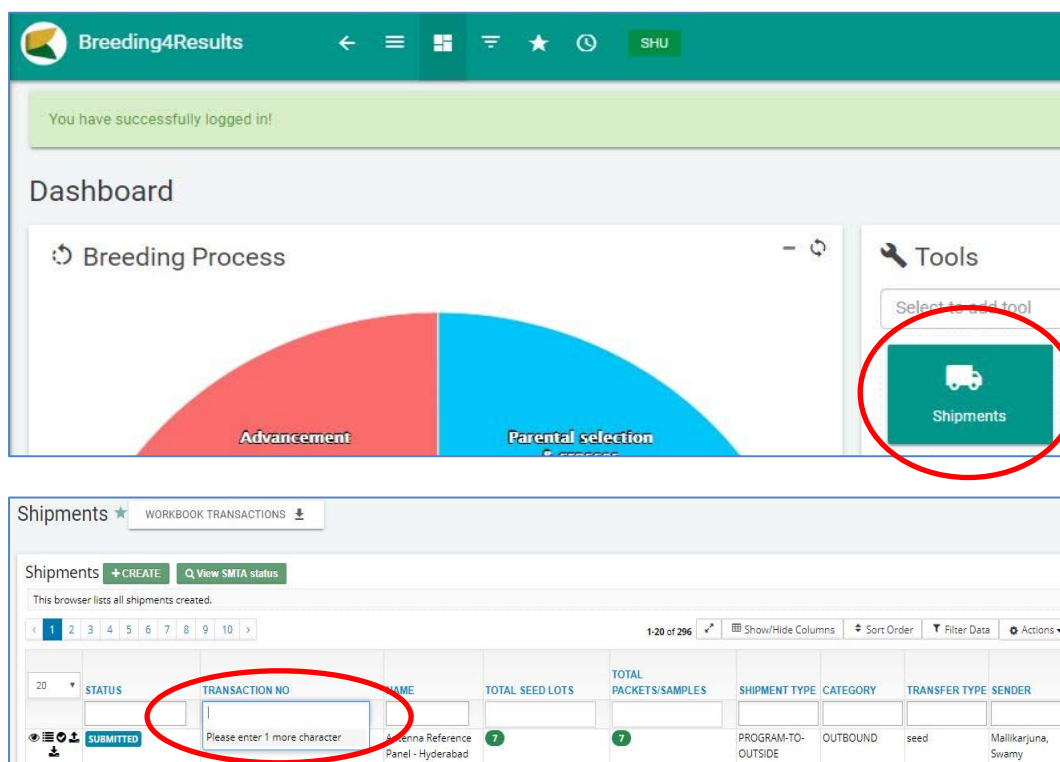 Breeding4Results SHU
You have successfully logged in!
Dashboard
Breeding Process
Tools
Select to add tool
Shipments
Advancement
Parental selection
Shipments WORKBOOK TRANSACTIONS
Shipments +CREATE View SMTA status
This browser lists all shipments created.
‹ 1 2 3 4 5 6 7 8 9 10 › 1-20 of 296 Show/Hide Columns Sort Order Filter Data Actions
20 STATUS TRANSACTION NO NAME TOTAL SEED LOTS TOTAL PACKETS/SAMPLES SHIPMENT TYPE CATEGORY TRANSFER TYPE SENDER
Please enter 1 more character
SUBMITTED Reference 7 7 PROGRAM-TO- OUTBOUND seed Mallikarjuna,
Panel - Hyderabad OUTSIDE Swamy